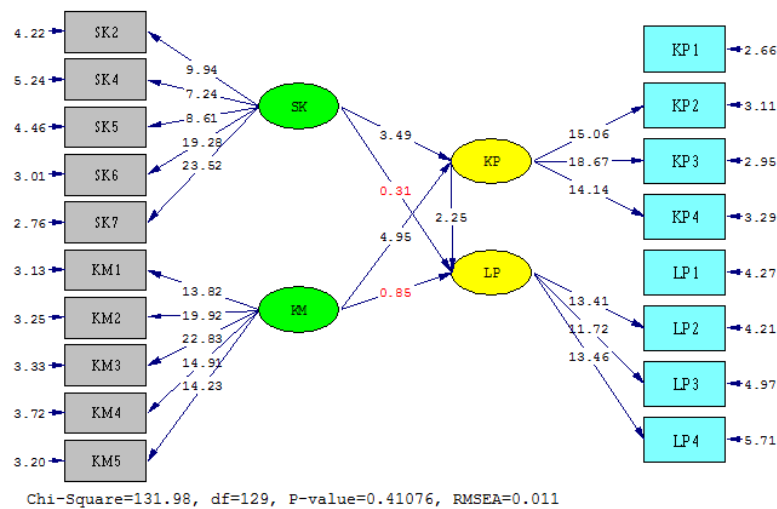 4.22 SK2
5.24 SK4
4.46 SK5
3.01 SK6
2.76 SK7
3.13 KM1
3.25 KM2
3.33 KM3
3.72 KM4
3.20 KM5
9.94
7.24
8.61
19.28
23.52
13.82
19.92
22.83
14.91
14.23
SK
KM
3.49
0.31
4.95
0.85
2.25
KP
LP
15.06
18.67
14.14
13.41
11.72
13.46
KP1 2.66
KP2 3.11
KP3 2.95
KP4 3.29
LP1 4.27
LP2 4.21
LP3 4.97
LP4 5.71
Chi-Square=131.98, df=129, P-value=0.41076, RMSEA=0.011